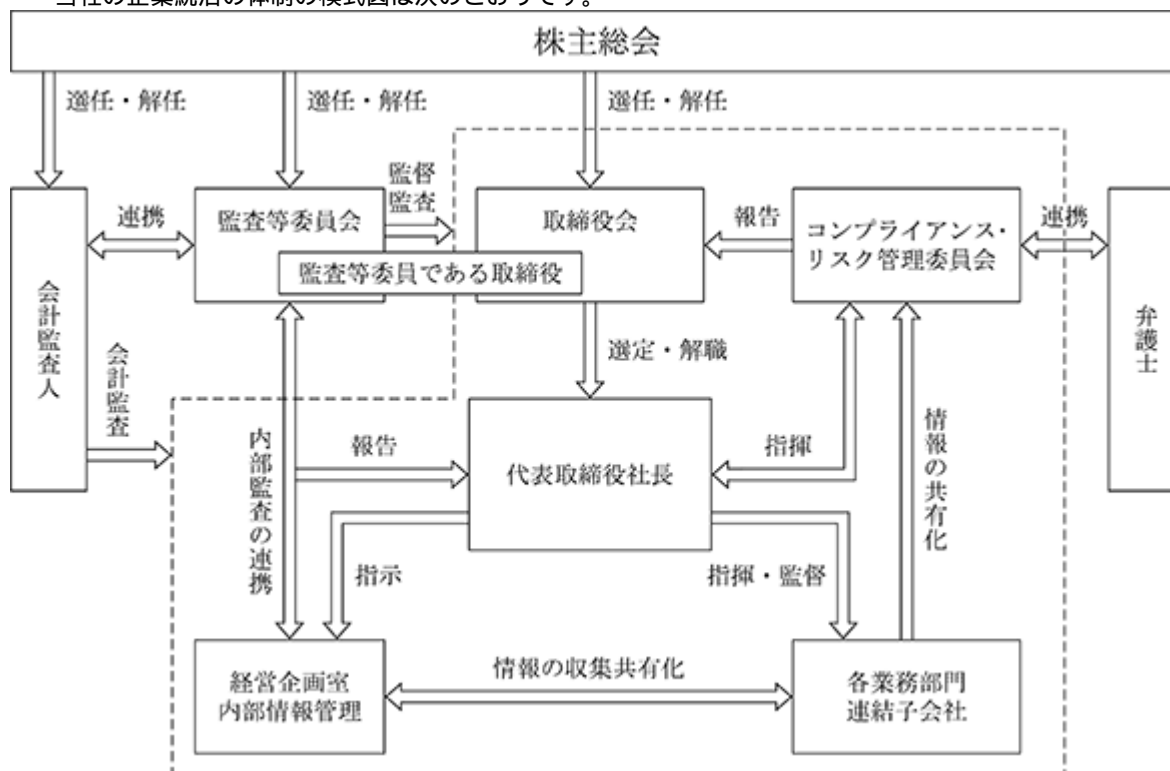 当社の企業統治の体制の模式図は次のとおりです。
株主総会
選任・解任
選任・解任
選任・解任
監督
監査
連携
監査等委員会
取締役会
報告
コンプライアンス・
リスク管理委員会
連携
監査等委員である取締役
会計監査人
弁護士
選定・解職
会計監査
報告
代表取締役社長
指揮
情報の共有化
内部監査の連携
指示
指揮・監督
経営企画室
内部情報管理
情報の収集共有化
各業務部門
連結子会社